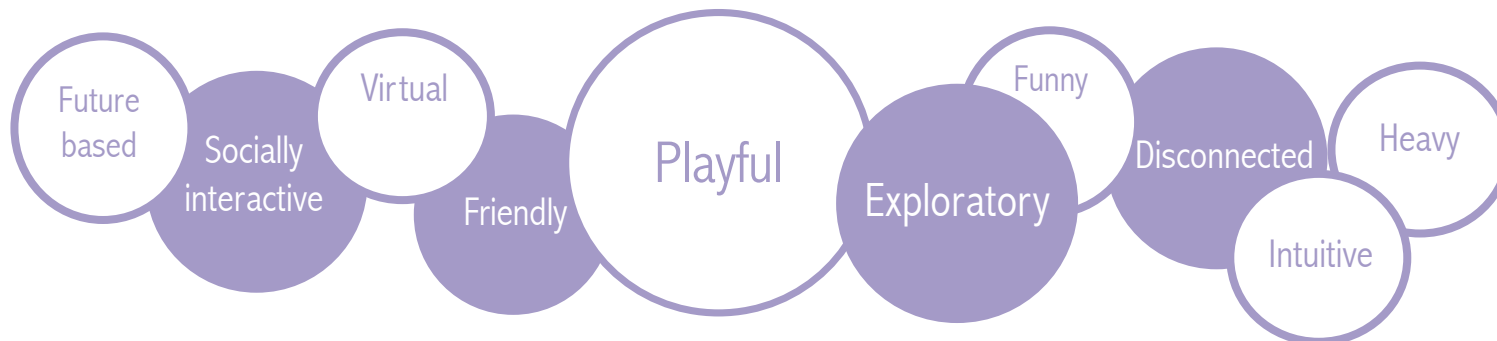 Future
based
Socially
interactive
Virtual
Friendly
Playful
Exploratory
Funny
Disconnected
Intuitive
Heavy